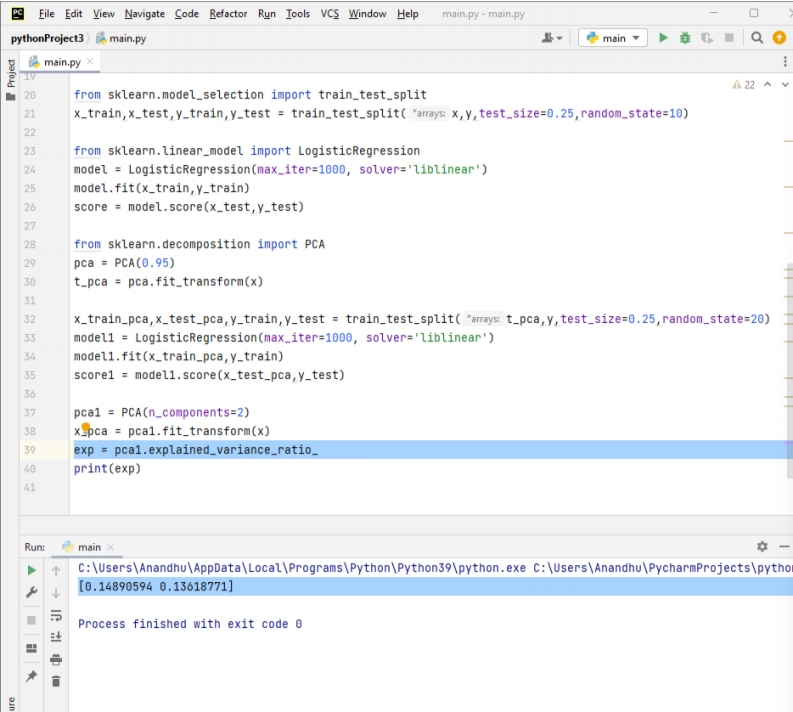 PC File Edit View Navigate Code Refactor Run Tools VCS Window Help main.py - main.py
pythonProject3 main.py main
Project
main.py
19
22
20 from sklearn.model_selection import train_test_split
21 x_train,x_test,y_train,y_test = train_test_split( *arrays: x,y,test_size=0.25,random_state=10)
22
23 from sklearn.linear_model import LogisticRegression
24 model = LogisticRegression(max_iter=1000, solver='liblinear')
25 model.fit(x_train,y_train)
26 score = model.score(x_test,y_test)
27
28 from sklearn.decomposition import PCA
29 pca = PCA(0.95)
30 t_pca = pca.fit_transform(x)
31
32 x_train_pca,x_test_pca,y_train,y_test = train_test_split( *arrays: t_pca,y,test_size=0.25,random_state=20)
33 model1 = LogisticRegression(max_iter=1000, solver='liblinear')
34 model1.fit(x_train_pca,y_train)
35 score1 = model1.score(x_test_pca,y_test)
36
37 pca1 = PCA(n_components=2)
38 x_pca = pca1.fit_transform(x)
39 exp = pca1.explained_variance_ratio_
40 print(exp)
41
Run: main
C:\Users\Anandhu\AppData\Local\Programs\Python\Python39\python.exe C:\Users\Anandhu\PycharmProjects\python
[0.14890594 0.13618771]
Process finished with exit code 0